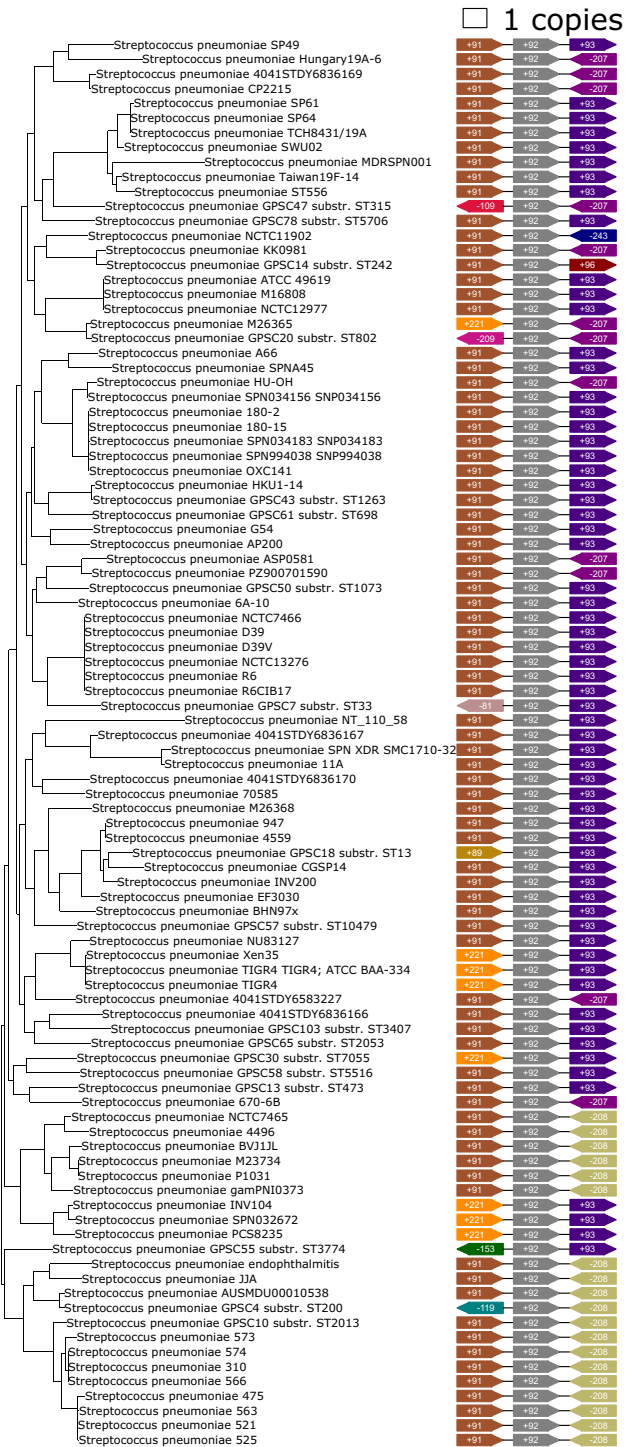 1 copies
Streptococcus pneumoniae SP49 +91 +92 +93
Streptococcus pneumoniae Hungary19A-6 +91 +92 -207
Streptococcus pneumoniae 4041STDY6836169 +91 +92 -207
Streptococcus pneumoniae CP2215 +91 +92 -207
Streptococcus pneumoniae SP61 +91 +92 +93
Streptococcus pneumoniae SP64 +91 +92 +93
Streptococcus pneumoniae TCH8431/19A +91 +92 +93
Streptococcus pneumoniae SWU02 +91 +92 +93
Streptococcus pneumoniae MDRSPN001 +91 +92 +93
Streptococcus pneumoniae Taiwan19F-14 +91 +92 +93
Streptococcus pneumoniae ST556 +91 +92 +93
Streptococcus pneumoniae GPSC47 substr. ST315 -109 +92 -207
Streptococcus pneumoniae GPSC78 substr. ST5706 +91 +92 +93
Streptococcus pneumoniae NCTC11902 +91 +92 -243
Streptococcus pneumoniae KK0981 +91 +92 -207
Streptococcus pneumoniae GPSC14 substr. ST242 +91 +92 +96
Streptococcus pneumoniae ATCC 49619 +91 +92 +93
Streptococcus pneumoniae M16808 +91 +92 +93
Streptococcus pneumoniae NCTC12977 +91 +92 +93
Streptococcus pneumoniae M26365 +221 +92 -207
Streptococcus pneumoniae GPSC20 substr. ST802 -209 +92 -207
Streptococcus pneumoniae A66 +91 +92 +93
Streptococcus pneumoniae SPNA45 +91 +92 +93
Streptococcus pneumoniae HU-OH +91 +92 -207
Streptococcus pneumoniae SPN034156 SNP034156 +91 +92 +93
Streptococcus pneumoniae 180-2 +91 +92 +93
Streptococcus pneumoniae 180-15 +91 +92 +93
Streptococcus pneumoniae SPN034183 SNP034183 +91 +92 +93
Streptococcus pneumoniae SPN994038 SNP994038 +91 +92 +93
Streptococcus pneumoniae OXC141 +91 +92 +93
Streptococcus pneumoniae HKU1-14 +91 +92 +93
Streptococcus pneumoniae GPSC43 substr. ST1263 +91 +92 +93
Streptococcus pneumoniae GPSC61 substr. ST698 +91 +92 +93
Streptococcus pneumoniae G54 +91 +92 +93
Streptococcus pneumoniae AP200 +91 +92 +93
Streptococcus pneumoniae ASP0581 +91 +92 -207
Streptococcus pneumoniae PZ900701590 +91 +92 -207
Streptococcus pneumoniae GPSC50 substr. ST1073 +91 +92 +93
Streptococcus pneumoniae 6A-10 +91 +92 +93
Streptococcus pneumoniae NCTC7466 +91 +92 +93
Streptococcus pneumoniae D39 +91 +92 +93
Streptococcus pneumoniae D39V +91 +92 +93
Streptococcus pneumoniae NCTC13276 +91 +92 +93
Streptococcus pneumoniae R6 +91 +92 +93
Streptococcus pneumoniae R6CIB17 +91 +92 +93
Streptococcus pneumoniae GPSC7 substr. ST33 -81 +92 +93
Streptococcus pneumoniae NT_110_58 +91 +92 +93
Streptococcus pneumoniae 4041STDY6836167 +91 +92 +93
Streptococcus pneumoniae SPN XDR SMC1710-32 +91 +92 +93
Streptococcus pneumoniae 11A +91 +92 +93
Streptococcus pneumoniae 4041STDY6836170 +91 +92 +93
Streptococcus pneumoniae 70585 +91 +92 +93
Streptococcus pneumoniae M26368 +91 +92 +93
Streptococcus pneumoniae 947 +91 +92 +93
Streptococcus pneumoniae 4559 +91 +92 +93
Streptococcus pneumoniae GPSC18 substr. ST13 +89 +92 +93
Streptococcus pneumoniae CGSP14 +91 +92 +93
Streptococcus pneumoniae INV200 +91 +92 +93
Streptococcus pneumoniae EF3030 +91 +92 +93
Streptococcus pneumoniae BHN97x +91 +92 +93
Streptococcus pneumoniae GPSC57 substr. ST10479 +91 +92 +93
Streptococcus pneumoniae NU83127 +91 +92 +93
Streptococcus pneumoniae Xen35 +221 +92 +93
Streptococcus pneumoniae TIGR4 TIGR4; ATCC BAA-334 +221 +92 +93
Streptococcus pneumoniae TIGR4 +221 +92 +93
Streptococcus pneumoniae 4041STDY6583227 +91 +92 -207
Streptococcus pneumoniae 4041STDY6836166 +91 +92 +93
Streptococcus pneumoniae GPSC103 substr. ST3407 +91 +92 +93
Streptococcus pneumoniae GPSC65 substr. ST2053 +91 +92 +93
Streptococcus pneumoniae GPSC30 substr. ST7055 +221 +92 +93
Streptococcus pneumoniae GPSC58 substr. ST5516 +91 +92 +93
Streptococcus pneumoniae GPSC13 substr. ST473 +91 +92 +93
Streptococcus pneumoniae 670-6B +91 +92 -207
Streptococcus pneumoniae NCTC7465 +91 +92 -208
Streptococcus pneumoniae 4496 +91 +92 -208
Streptococcus pneumoniae BVJ1JL +91 +92 -208
Streptococcus pneumoniae M23734 +91 +92 -208
Streptococcus pneumoniae P1031 +91 +92 -208
Streptococcus pneumoniae gamPNI0373 +91 +92 -208
Streptococcus pneumoniae INV104 +221 +92 +93
Streptococcus pneumoniae SPN032672 +221 +92 +93
Streptococcus pneumoniae PCS8235 +221 +92 +93
Streptococcus pneumoniae GPSC55 substr. ST3774 -153 +92 +93
Streptococcus pneumoniae endophthalmitis +91 +92 -208
Streptococcus pneumoniae JJA +91 +92 -208
Streptococcus pneumoniae AUSMDU00010538 +91 +92 -208
Streptococcus pneumoniae GPSC4 substr. ST200 -119 +92 -208
Streptococcus pneumoniae GPSC10 substr. ST2013 +91 +92 -208
Streptococcus pneumoniae 573 +91 +92 -208
Streptococcus pneumoniae 574 +91 +92 -208
Streptococcus pneumoniae 310 +91 +92 -208
Streptococcus pneumoniae 566 +91 +92 -208
Streptococcus pneumoniae 475 +91 +92 -208
Streptococcus pneumoniae 563 +91 +92 -208
Streptococcus pneumoniae 521 +91 +92 -208
Streptococcus pneumoniae 525 +91 +92 -208